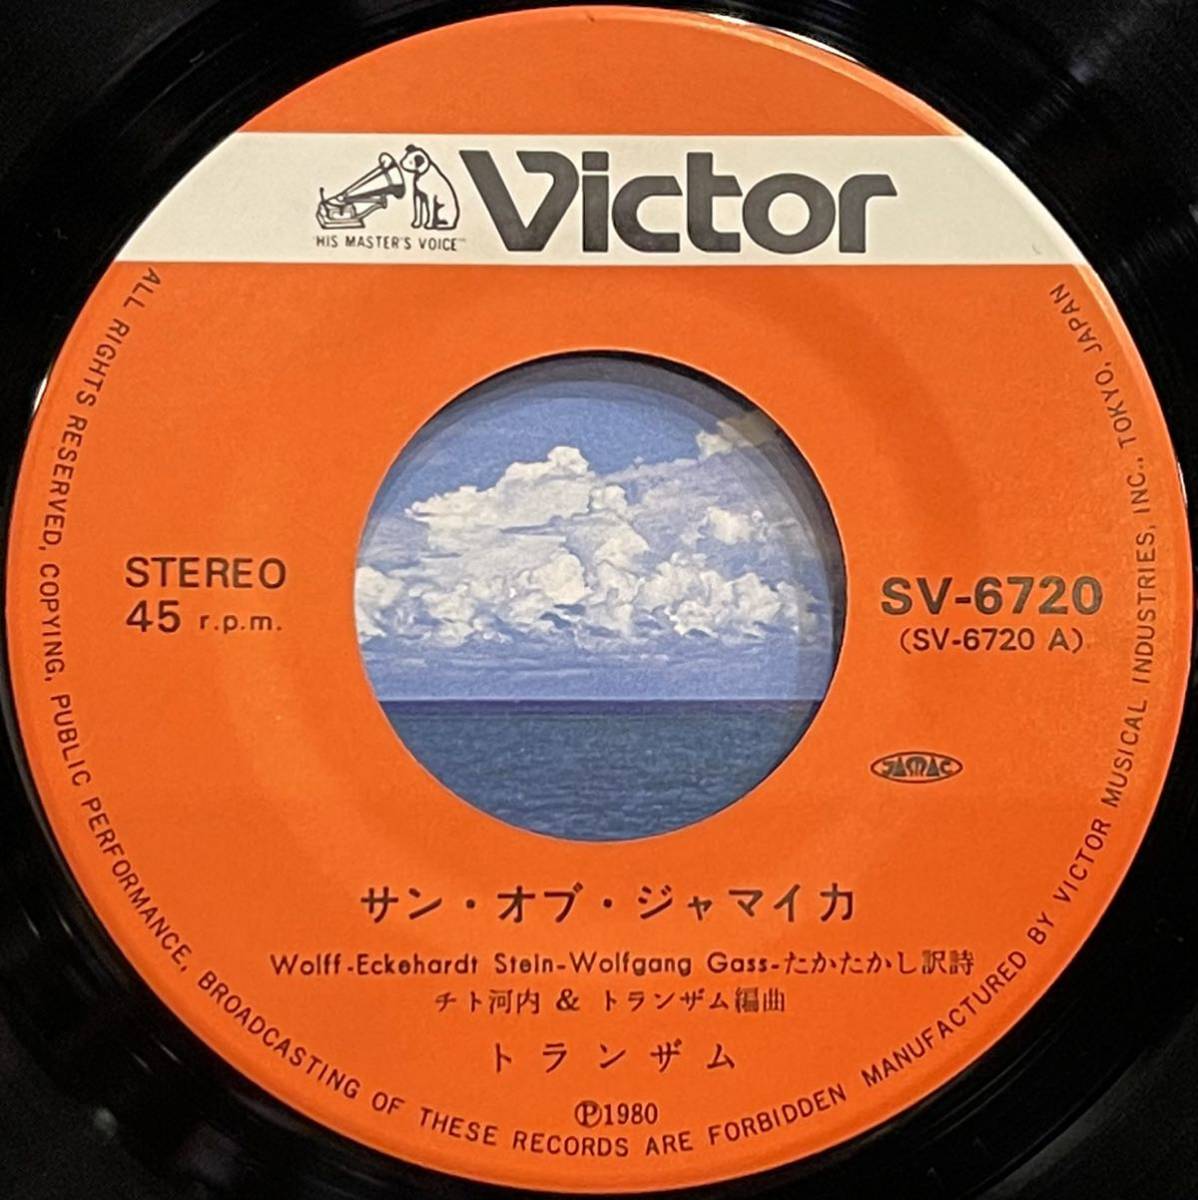 "HIS MASTER'S VOICE"
Victor
STEREO
45 r.p.m.
SV-6720
(SV-6720 A)
JASRAC
サン・オブ・ジャマイカ
Wolff-Eckehardt Stein-Wolfgang Gass-たかたかし訳詩
チト河内 & トランザム編曲
トランザム
Ⓟ1980
ALL RIGHTS RESERVED, COPYING, PUBLIC PERFORMANCE, BROADCASTING OF THESE RECORDS ARE FORBIDDEN MANUFACTURED BY VICTOR MUSICAL INDUSTRIES, INC., TOKYO, JAPAN